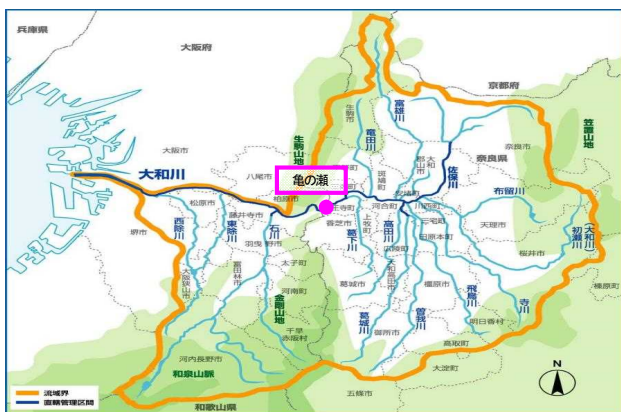 兵庫県
大阪府
京都府
生駒市
富雄川
竜田川
笠置山地
生駒山地
斑鳩町
大和郡山市
奈良市
奈良県
佐保川
大阪市
八尾市
亀の瀬
布留川
大和川
柏原市
王寺町
安堵町
河合町
川西町
三宅町
天理市
(大和川)
初瀬川
松原市
藤井寺市
石川
香芝市
上牧町
葛下川
高田川
広陵町
田原本町
堺市
西除川
東除川
羽曳野市
太子町
桜井市
富田林市
大阪狭山市
河南町
葛城市
大和高田市
橿原市
飛鳥川
寺川
榛原町
金剛山地
千早
赤阪村
葛城川
御所市
曽我川
明日香村
高取町
河内長野市
和泉山脈
大淀町
五條市
和歌山県
N
流域界
直轄管理区間